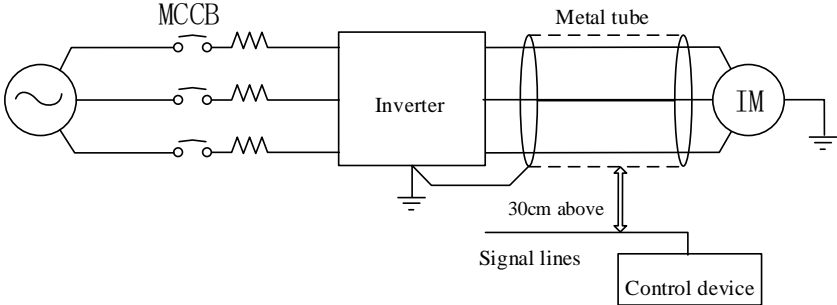 MCCB
Metal tube
Inverter
IM
30cm above
Signal lines
Control device